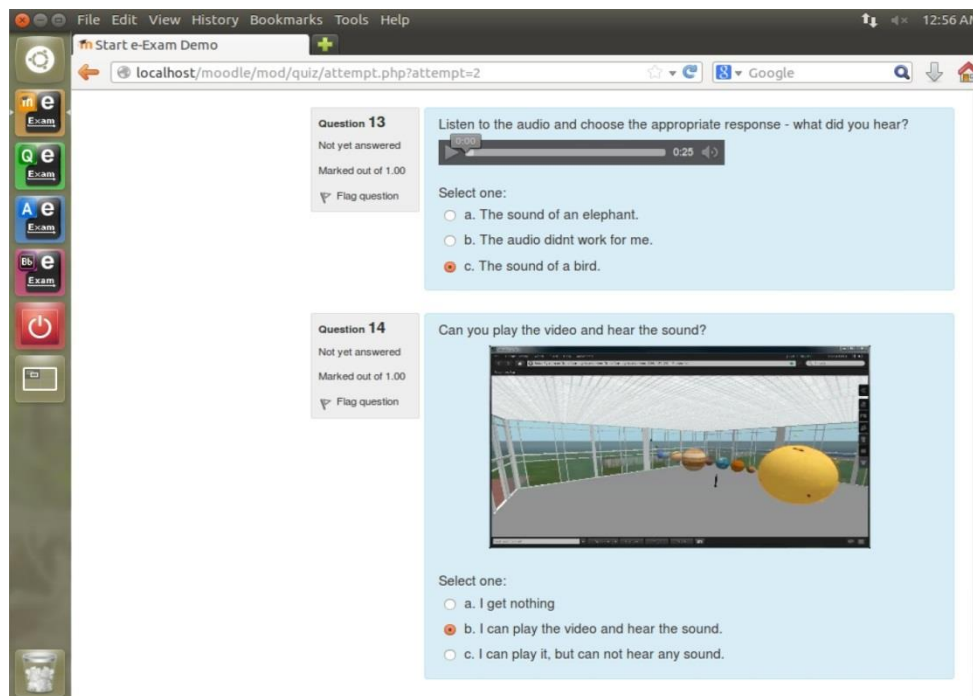 File Edit View History Bookmarks Tools Help
12:56 AM
Start e-Exam Demo
localhost/moodle/mod/quiz/attempt.php?attempt=2
Google
e
Exam
Q e
Exam
A e
Exam
Bb e
Exam
Question 13
Not yet answered
Marked out of 1.00
Flag question
Listen to the audio and choose the appropriate response - what did you hear?
0:00
0:25
Select one:
a. The sound of an elephant.
b. The audio didnt work for me.
c. The sound of a bird.
Question 14
Not yet answered
Marked out of 1.00
Flag question
Can you play the video and hear the sound?
Select one:
a. I get nothing
b. I can play the video and hear the sound.
c. I can play it, but can not hear any sound.